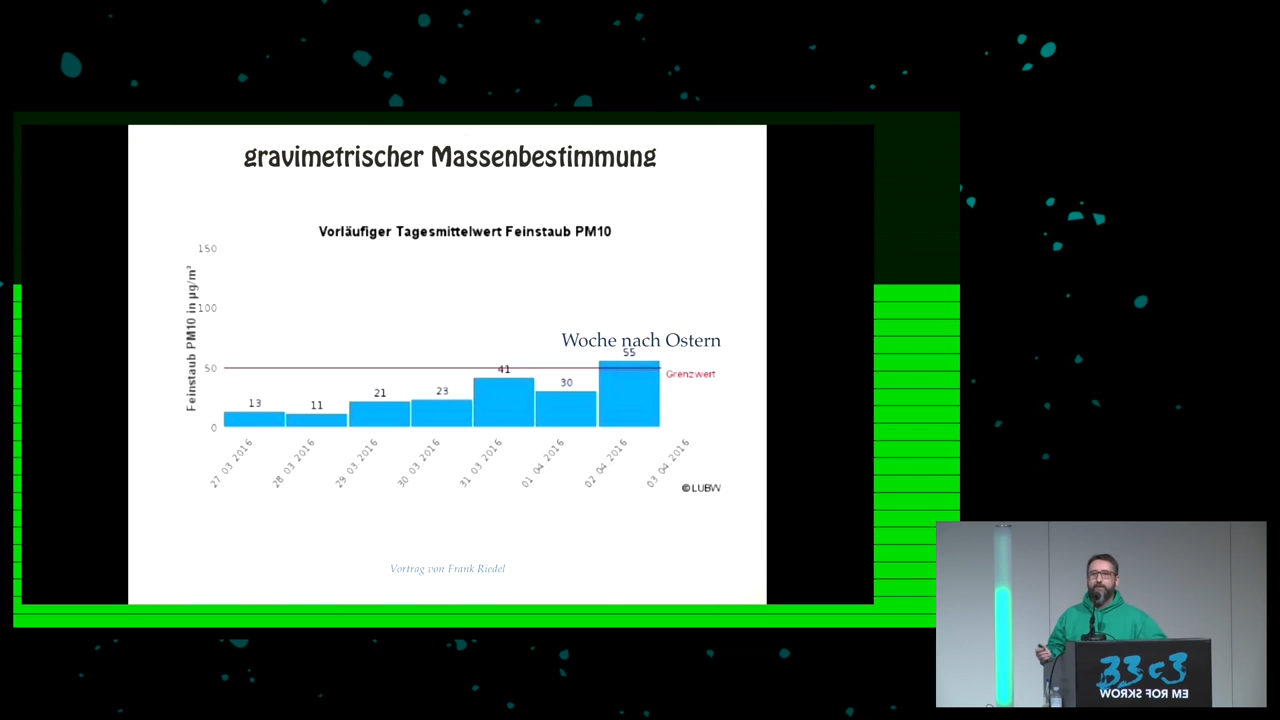 gravimetrischer Massenbestimmung
Vorläufiger Tagesmittelwert Feinstaub PM10
Feinstaub PM10 in µg/m³
150
100
50
0
Woche nach Ostern
13
11
21
23
41
30
55
Grenzwert
27 03 2016
28 03 2016
29 03 2016
30 03 2016
31 03 2016
01 04 2016
02 04 2016
03 04 2016
©LUBW
Vortrag von Frank Riedel
33c3
WORKS FOR ME